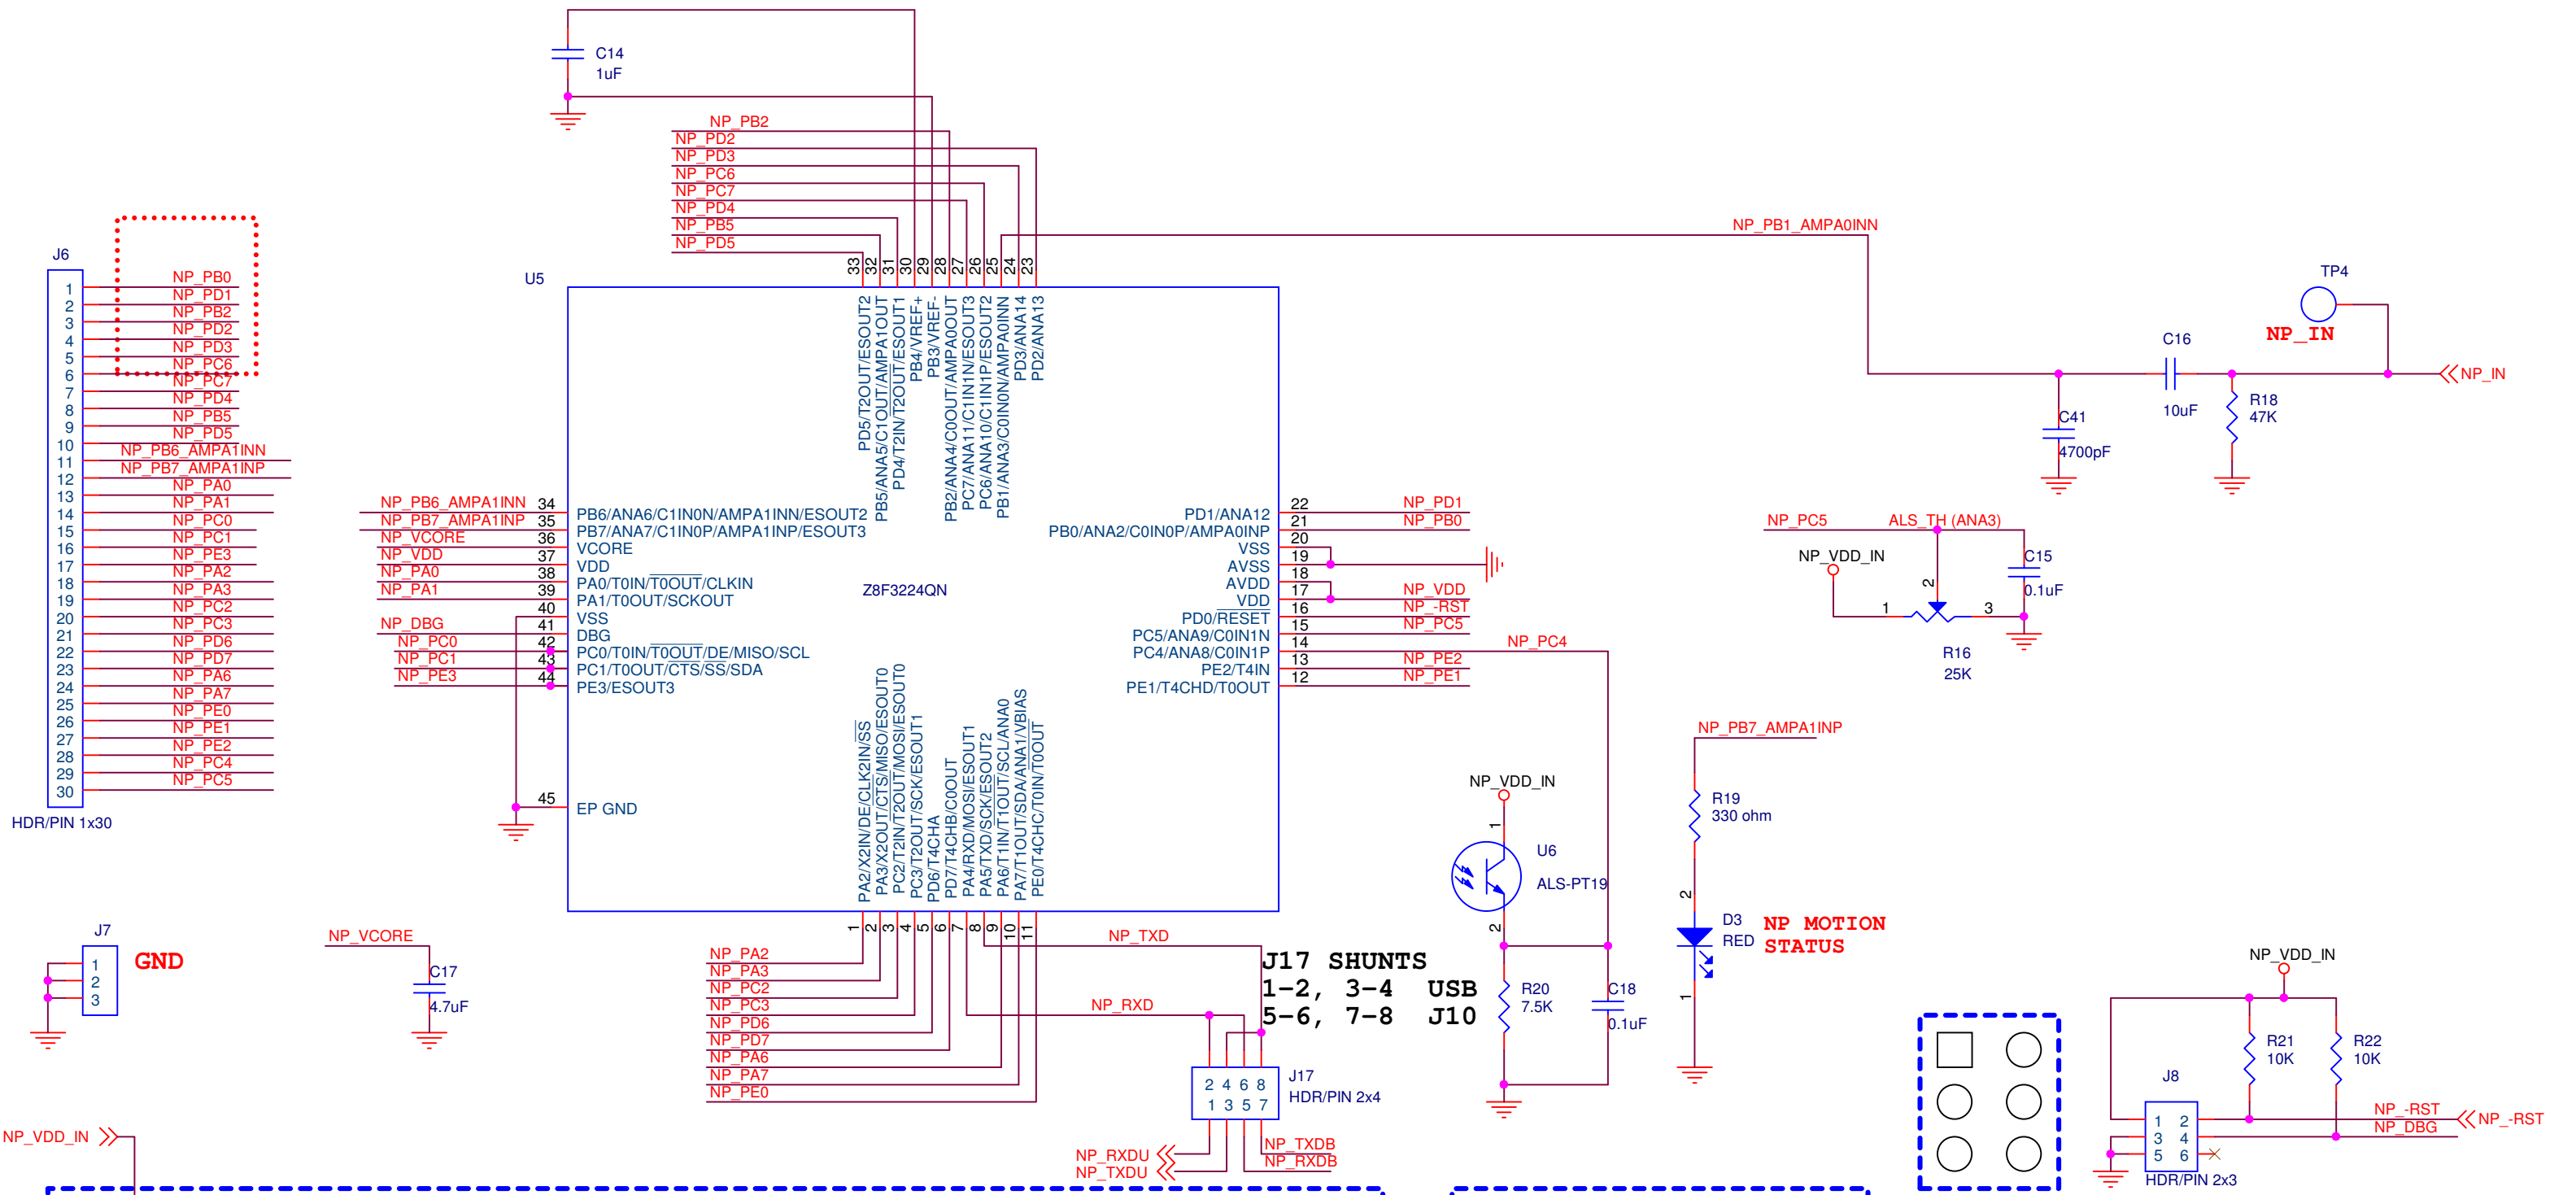 C14
1uF
NP_PB2
NP_PD2
NP_PD3
NP_PC6
NP_PC7
NP_PD4
NP_PB5
NP_PD5
NP_PB1_AMPA0INN
J6
1 NP_PB0
2 NP_PD1
3 NP_PB2
4 NP_PD2
5 NP_PD3
6 NP_PC6
7 NP_PC7
8 NP_PD4
9 NP_PB5
10 NP_PD5
11 NP_PB6_AMPA1INN
12 NP_PB7_AMPA1INP
13 NP_PA0
14 NP_PA1
15 NP_PC0
16 NP_PC1
17 NP_PE3
18 NP_PA2
19 NP_PA3
20 NP_PC2
21 NP_PC3
22 NP_PD6
23 NP_PD7
24 NP_PA6
25 NP_PA7
26 NP_PE0
27 NP_PE1
28 NP_PE2
29 NP_PC4
30 NP_PC5
HDR/PIN 1x30
U5
33 32 31 30 29 28 27 26 25 24 23
PD5/T2OUT/ESOUT2
PB5/ANA5/C1OUT/AMPA1OUT
PD4/T2IN/T2OUT/ESOUT1
PB4/VREF+
PB3/VREF-
PB2/ANA4/C0OUT/AMPA0OUT
PC7/ANA11/C1IN1N/ESOUT3
PC6/ANA10/C1IN1P/ESOUT2
PB1/ANA3/C0IN0N/AMPA0INN
PD3/ANA14
PD2/ANA13
NP_PB6_AMPA1INN 34 PB6/ANA6/C1IN0N/AMPA1INN/ESOUT2
NP_PB7_AMPA1INP 35 PB7/ANA7/C1IN0P/AMPA1INP/ESOUT3
NP_VCORE 36 VCORE
NP_VDD 37 VDD
NP_PA0 38 PA0/T0IN/T0OUT/CLKIN
NP_PA1 39 PA1/T0OUT/SCKOUT
40 VSS
NP_DBG 41 DBG
NP_PC0 42 PC0/T0IN/T0OUT/DE/MISO/SCL
NP_PC1 43 PC1/T0OUT/CTS/SS/SDA
NP_PE3 44 PE3/ESOUT3
45 EP GND
Z8F3224QN
PD1/ANA12 22 NP_PD1
PB0/ANA2/C0IN0P/AMPA0INP 21 NP_PB0
VSS 20
AVSS 19
AVDD 18
VDD 17 NP_VDD
PD0/RESET 16 NP_-RST
PC5/ANA9/C0IN1N 15 NP_PC5
PC4/ANA8/C0IN1P 14 NP_PC4
PE2/T4IN 13 NP_PE2
PE1/T4CHD/T0OUT 12 NP_PE1
PA2/X2IN/DE/CLK2IN/SS
PA3/X2OUT/CTS/MISO/ESOUT0
PC2/T2IN/T2OUT/MOSI/ESOUT0
PC3/T2OUT/SCK/ESOUT1
PD6/T4CHA
PD7/T4CHB/C0OUT
PA4/RXD/MOSI/ESOUT1
PA5/TXD/SCK/ESOUT2
PA6/T1IN/T1OUT/SCL/ANA0
PA7/T1OUT/SDA/ANA1/VBIAS
PE0/T4CHC/T0IN/T0OUT
1 2 3 4 5 6 7 8 9 10 11
NP_PA2
NP_PA3
NP_PC2
NP_PC3
NP_PD6
NP_PD7
NP_PA6
NP_PA7
NP_PE0
NP_TXD
NP_RXD
J17 SHUNTS
1-2, 3-4 USB
5-6, 7-8 J10
2 4 6 8
1 3 5 7
J17
HDR/PIN 2x4
NP_RXDU
NP_TXDU
NP_TXDB
NP_RXDB
TP4
NP_IN
C16
10uF
NP_IN
R18
47K
C41
4700pF
NP_PC5
ALS_TH (ANA3)
NP_VDD_IN
C15
0.1uF
1 2 3
R16
25K
NP_PB7_AMPA1INP
R19
330 ohm
2
D3
RED
1
NP MOTION
STATUS
NP_VDD_IN
1
U6
ALS-PT19
2
R20
7.5K
C18
0.1uF
J7
1
2
3
GND
NP_VCORE
C17
4.7uF
NP_VDD_IN
NP_VDD_IN
R21
10K
R22
10K
J8
1 2
3 4
5 6
HDR/PIN 2x3
NP_-RST
NP_DBG
NP_-RST